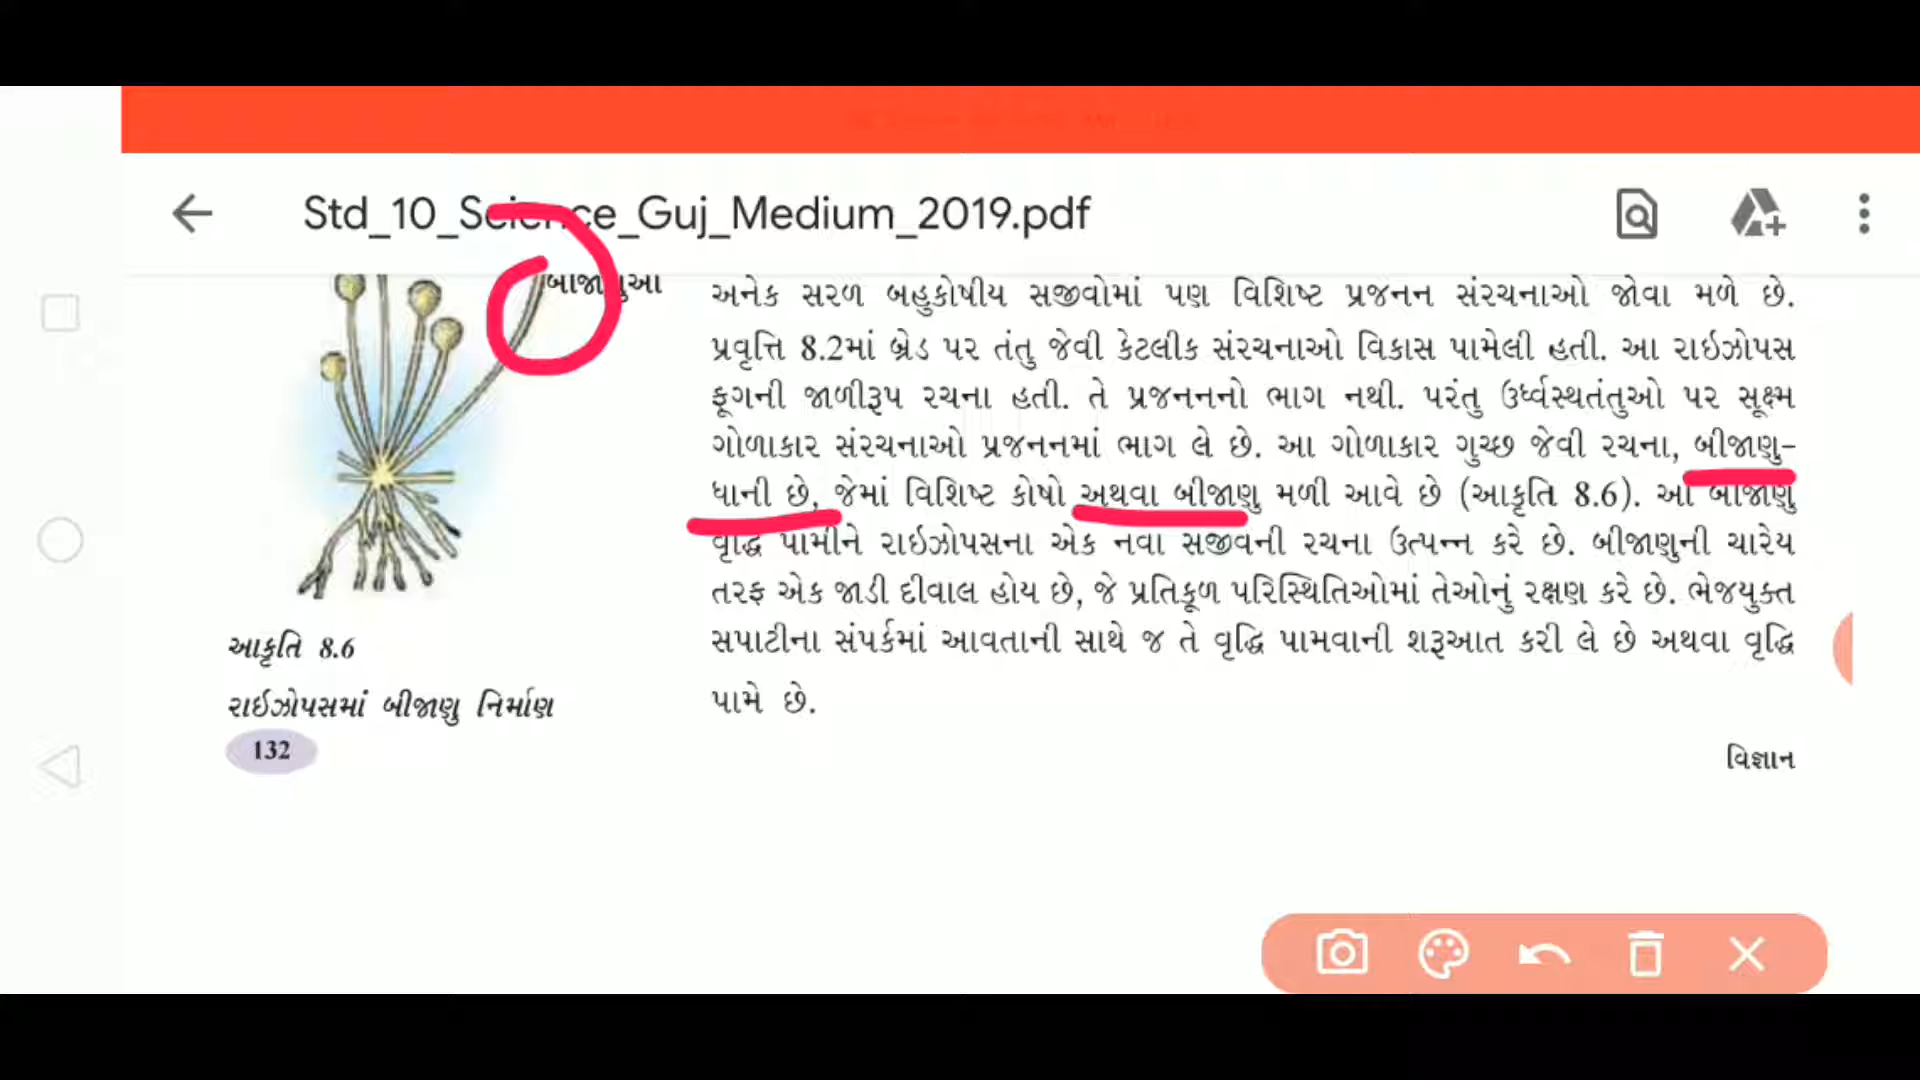 Std_10_Science_Guj_Medium_2019.pdf
બીજાણુઓ
અનેક સરળ બહુકોષીય સજીવોમાં પણ વિશિષ્ટ પ્રજનન સંરચનાઓ જોવા મળે છે.
પ્રવૃત્તિ 8.2માં બ્રેડ પર તંતુ જેવી કેટલીક સંરચનાઓ વિકાસ પામેલી હતી. આ રાઇઝોપસ
ફૂગની જાળીરૂપ રચના હતી. તે પ્રજનનનો ભાગ નથી. પરંતુ ઉર્ધ્વસ્થતંતુઓ પર સૂક્ષ્મ
ગોળાકાર સંરચનાઓ પ્રજનનમાં ભાગ લે છે. આ ગોળાકાર ગુચ્છ જેવી રચના, બીજાણુ-
ધાની છે, જેમાં વિશિષ્ટ કોષો અથવા બીજાણુ મળી આવે છે (આકૃતિ 8.6). આ બીજાણુ
વૃદ્ધિ પામીને રાઇઝોપસના એક નવા સજીવની રચના ઉત્પન્ન કરે છે. બીજાણુની ચારેય
તરફ એક જાડી દીવાલ હોય છે, જે પ્રતિકૂળ પરિસ્થિતિઓમાં તેઓનું રક્ષણ કરે છે. ભેજયુક્ત
સપાટીના સંપર્કમાં આવતાની સાથે જ તે વૃદ્ધિ પામવાની શરૂઆત કરી લે છે અથવા વૃદ્ધિ
પામે છે.
આકૃતિ 8.6
રાઇઝોપસમાં બીજાણુ નિર્માણ
132
વિજ્ઞાન